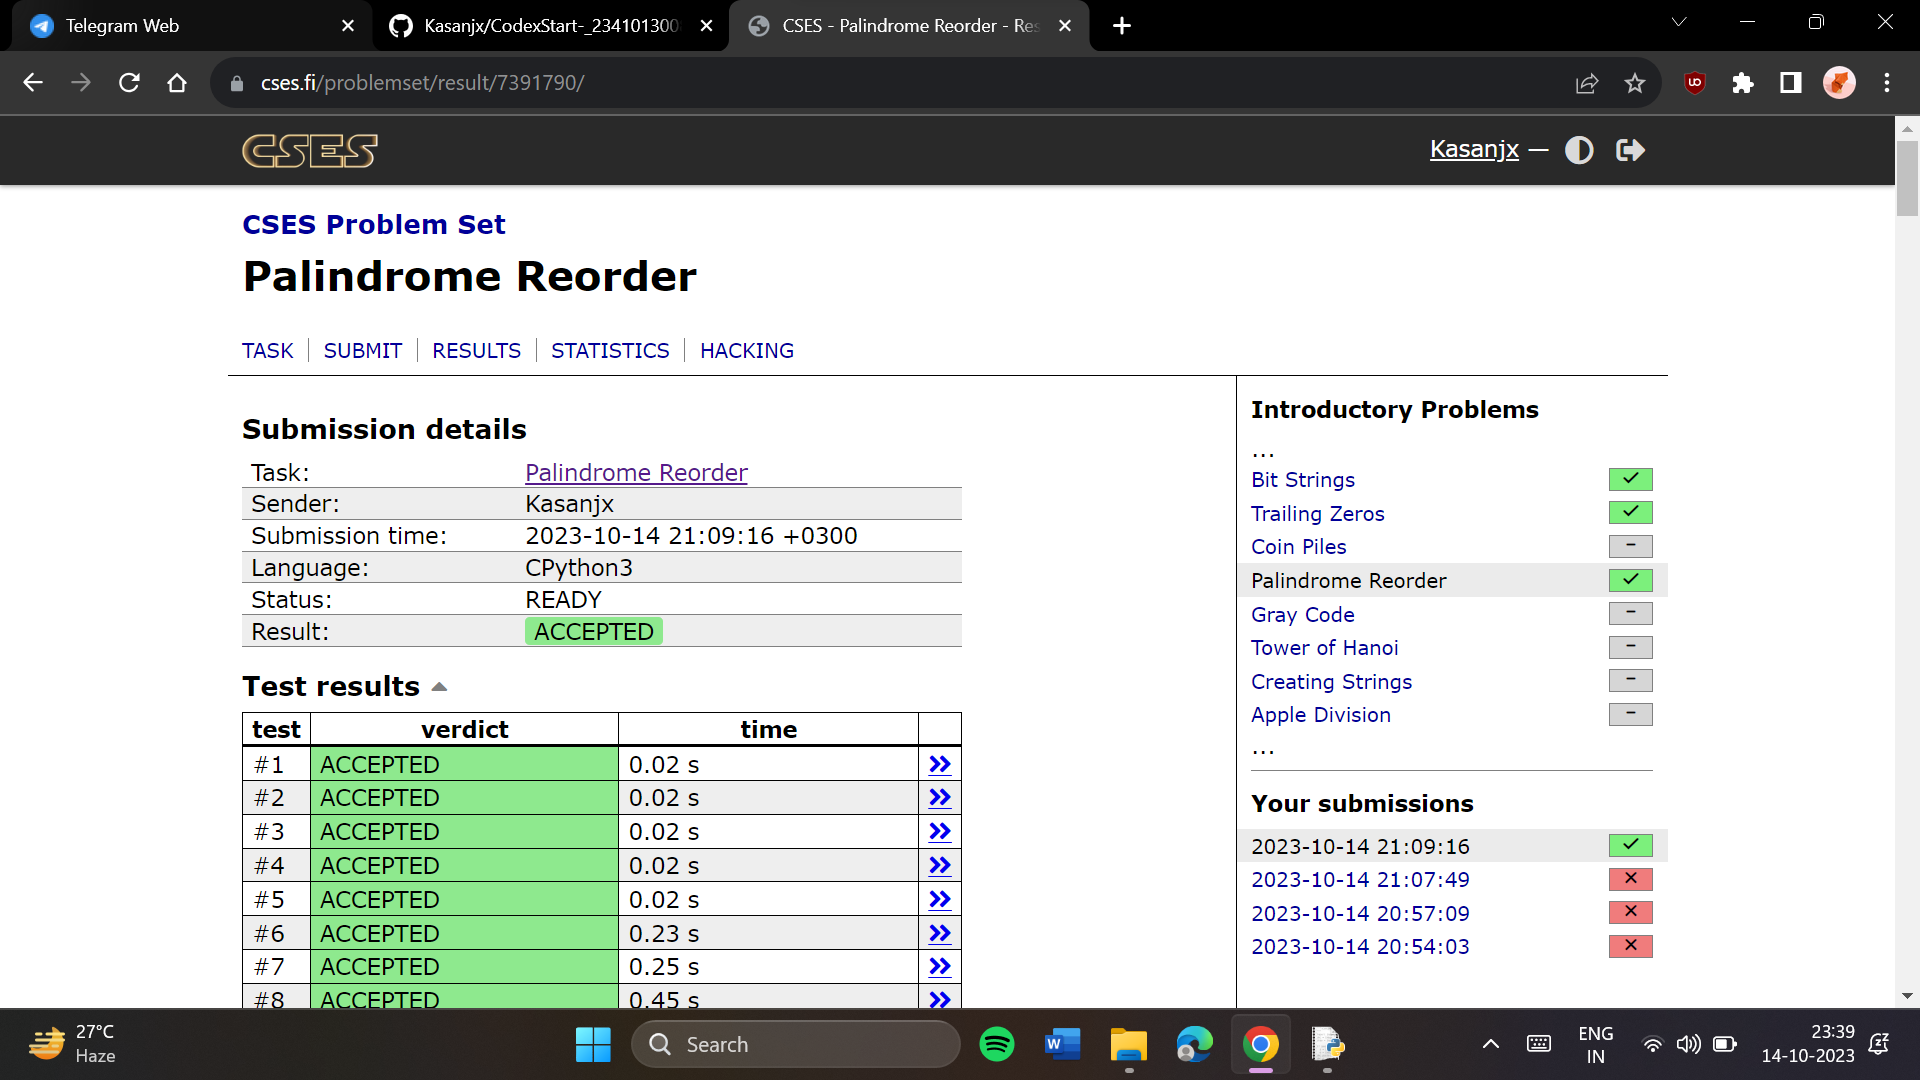 Telegram Web
Kasanjx/CodexStart-_234101300
CSES - Palindrome Reorder - Res
cses.fi/problemset/result/7391790/
CSES
Kasanjx —
CSES Problem Set
Palindrome Reorder
TASK | SUBMIT | RESULTS | STATISTICS | HACKING
Submission details
Task: Palindrome Reorder
Sender: Kasanjx
Submission time: 2023-10-14 21:09:16 +0300
Language: CPython3
Status: READY
Result: ACCEPTED
Test results
test verdict time
#1 ACCEPTED 0.02 s »
#2 ACCEPTED 0.02 s »
#3 ACCEPTED 0.02 s »
#4 ACCEPTED 0.02 s »
#5 ACCEPTED 0.02 s »
#6 ACCEPTED 0.23 s »
#7 ACCEPTED 0.25 s »
#8 ACCEPTED 0.45 s »
Introductory Problems
...
Bit Strings
Trailing Zeros
Coin Piles –
Palindrome Reorder
Gray Code –
Tower of Hanoi –
Creating Strings –
Apple Division –
...
Your submissions
2023-10-14 21:09:16
2023-10-14 21:07:49
2023-10-14 20:57:09
2023-10-14 20:54:03
27°C
Haze
Search
ENG
IN
23:39
14-10-2023